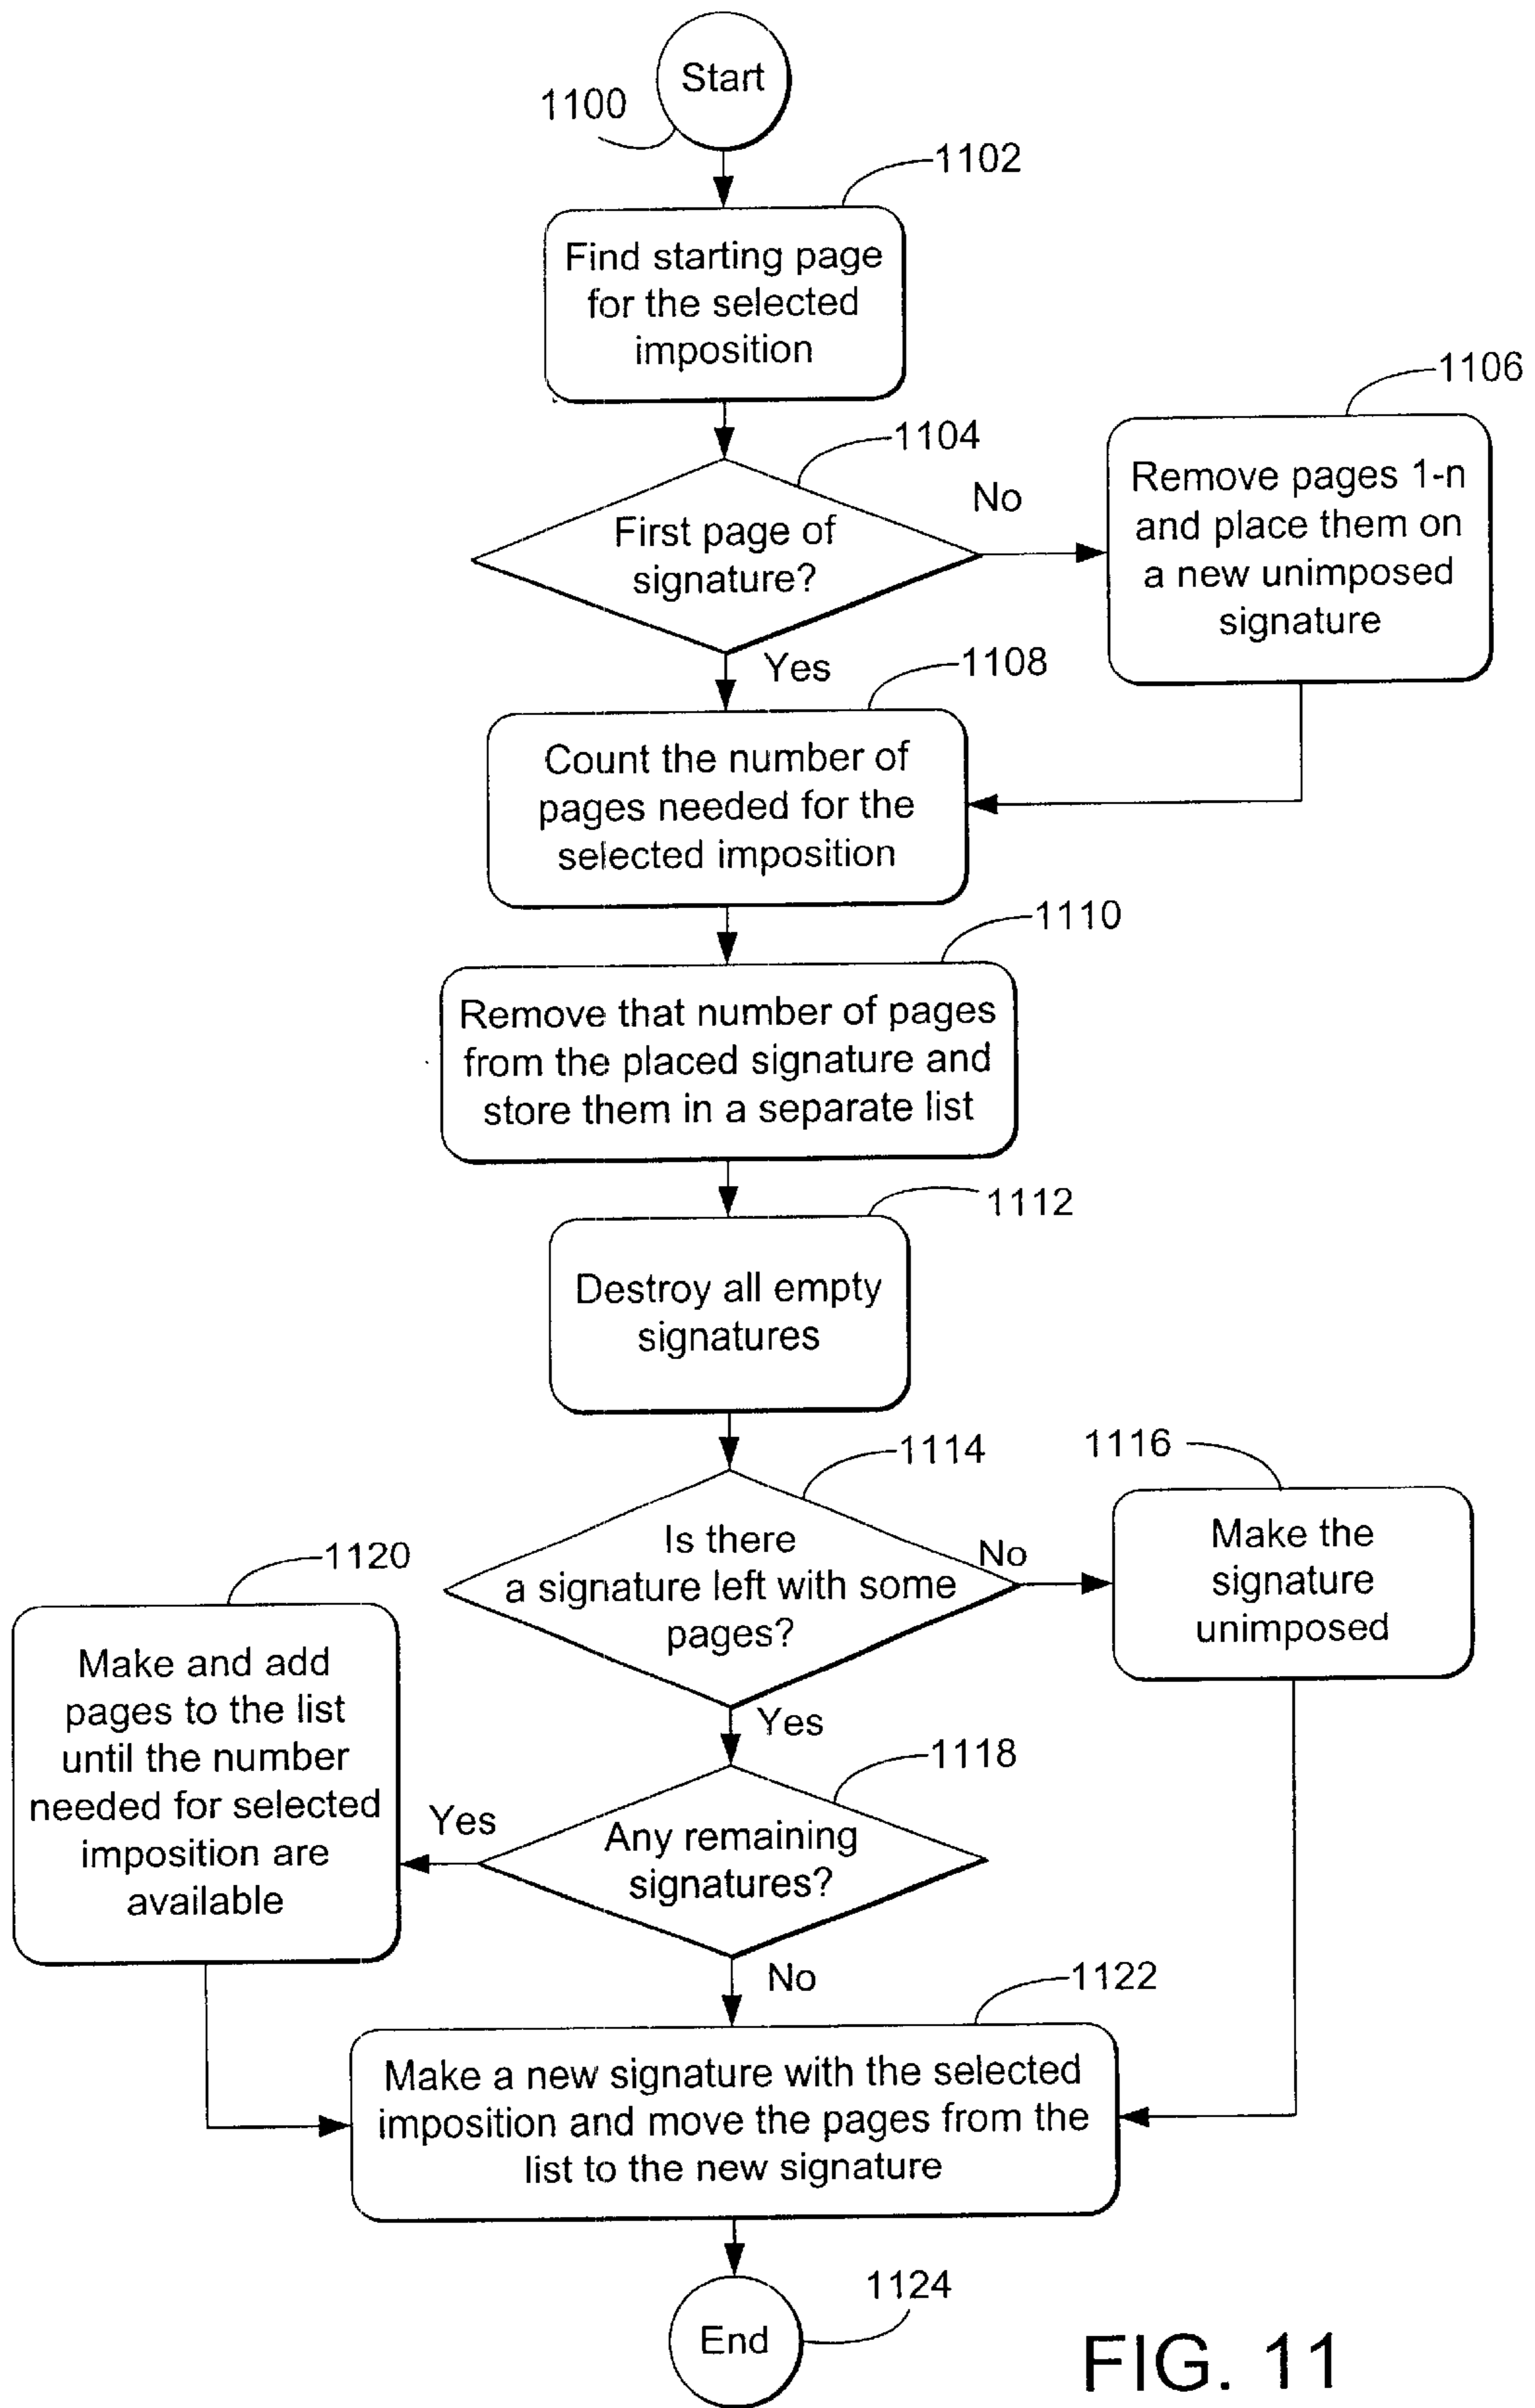 Start
1100
1102
Find starting page
for the selected
imposition
1104
First page of
signature?
No
1106
Remove pages 1-n
and place them on
a new unimposed
signature
Yes
1108
Count the number of
pages needed for the
selected imposition
1110
Remove that number of pages
from the placed signature and
store them in a separate list
1112
Destroy all empty
signatures
1114
Is there
a signature left with some
pages?
No
1116
Make the
signature
unimposed
Yes
1118
Any remaining
signatures?
Yes
1120
Make and add
pages to the list
until the number
needed for selected
imposition are
available
No
1122
Make a new signature with the selected
imposition and move the pages from the
list to the new signature
1124
End
FIG. 11